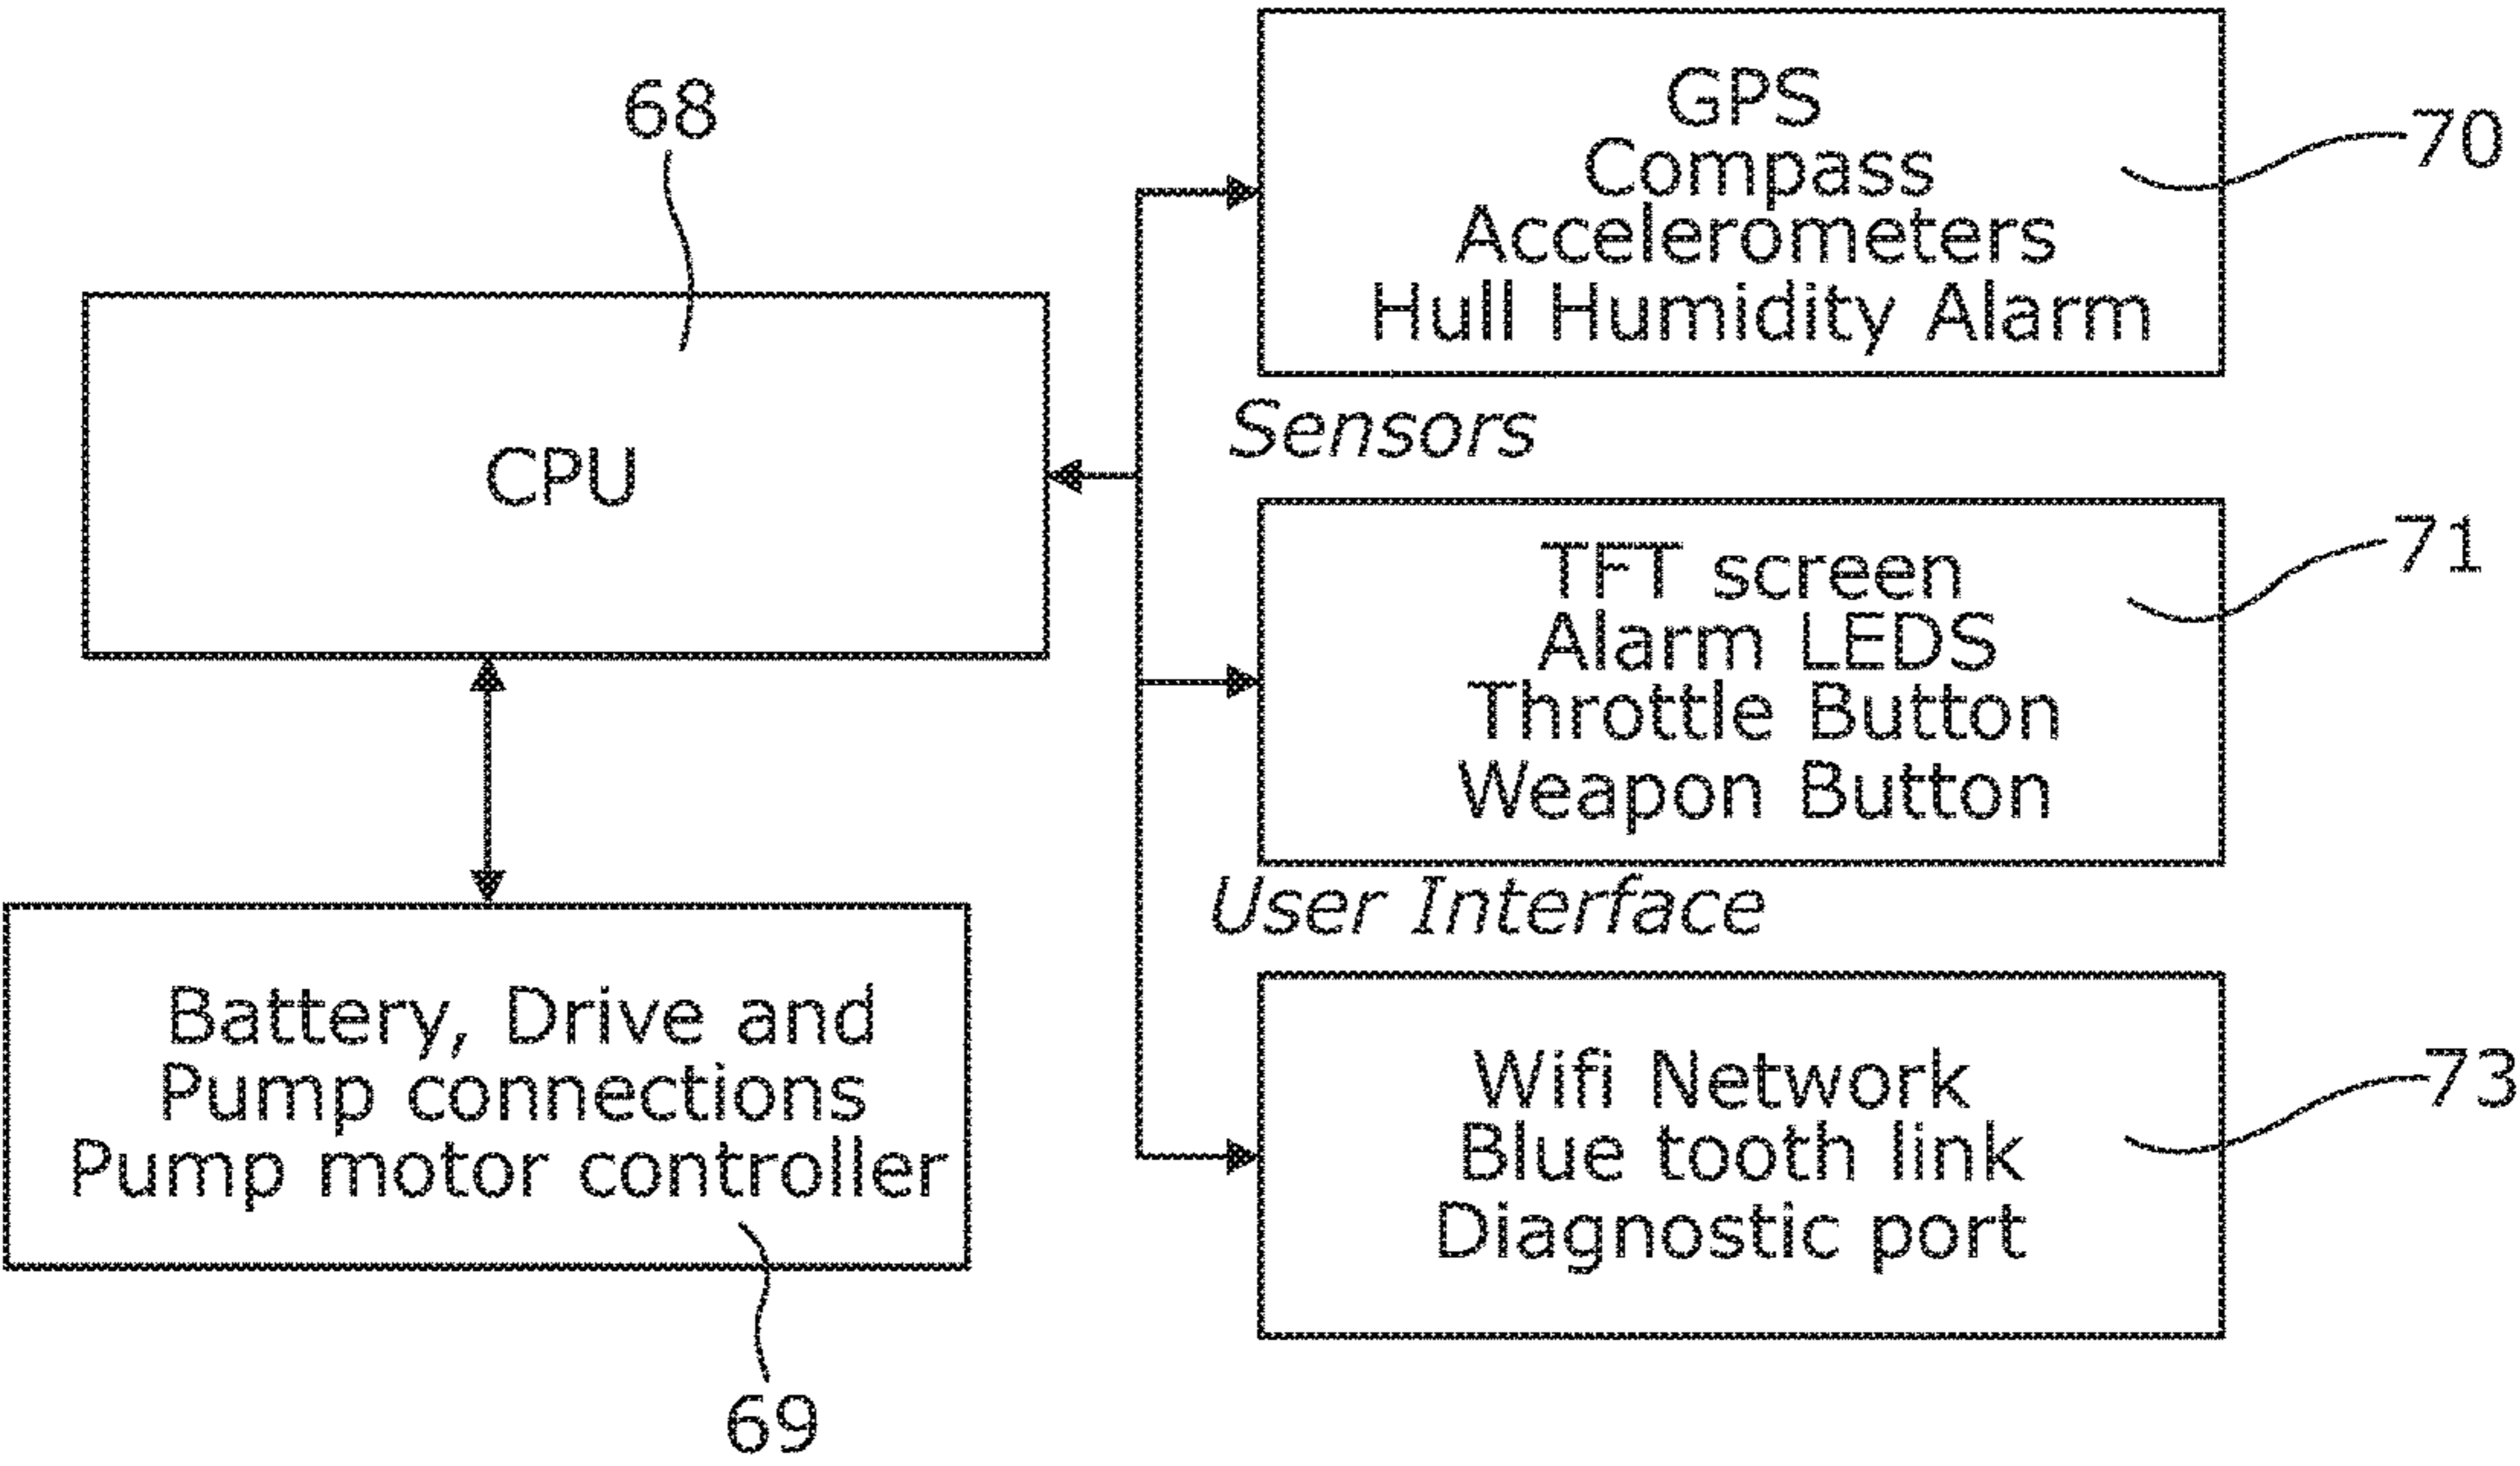 68
CPU
Battery, Drive and
Pump connections
Pump motor controller
69
GPS
Compass
Accelerometers
Hull Humidity Alarm
70
Sensors
TFT screen
Alarm LEDS
Throttle Button
Weapon Button
71
User Interface
Wifi Network
Blue tooth link
Diagnostic port
73